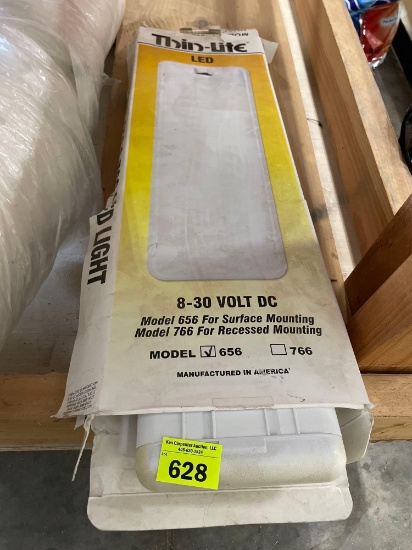 Thin-Lite
LED
D LIGHT
8-30 VOLT DC
Model 656 For Surface Mounting
Model 766 For Recessed Mounting
MODEL ☑ 656 ☐ 766
MANUFACTURED IN AMERICA
628